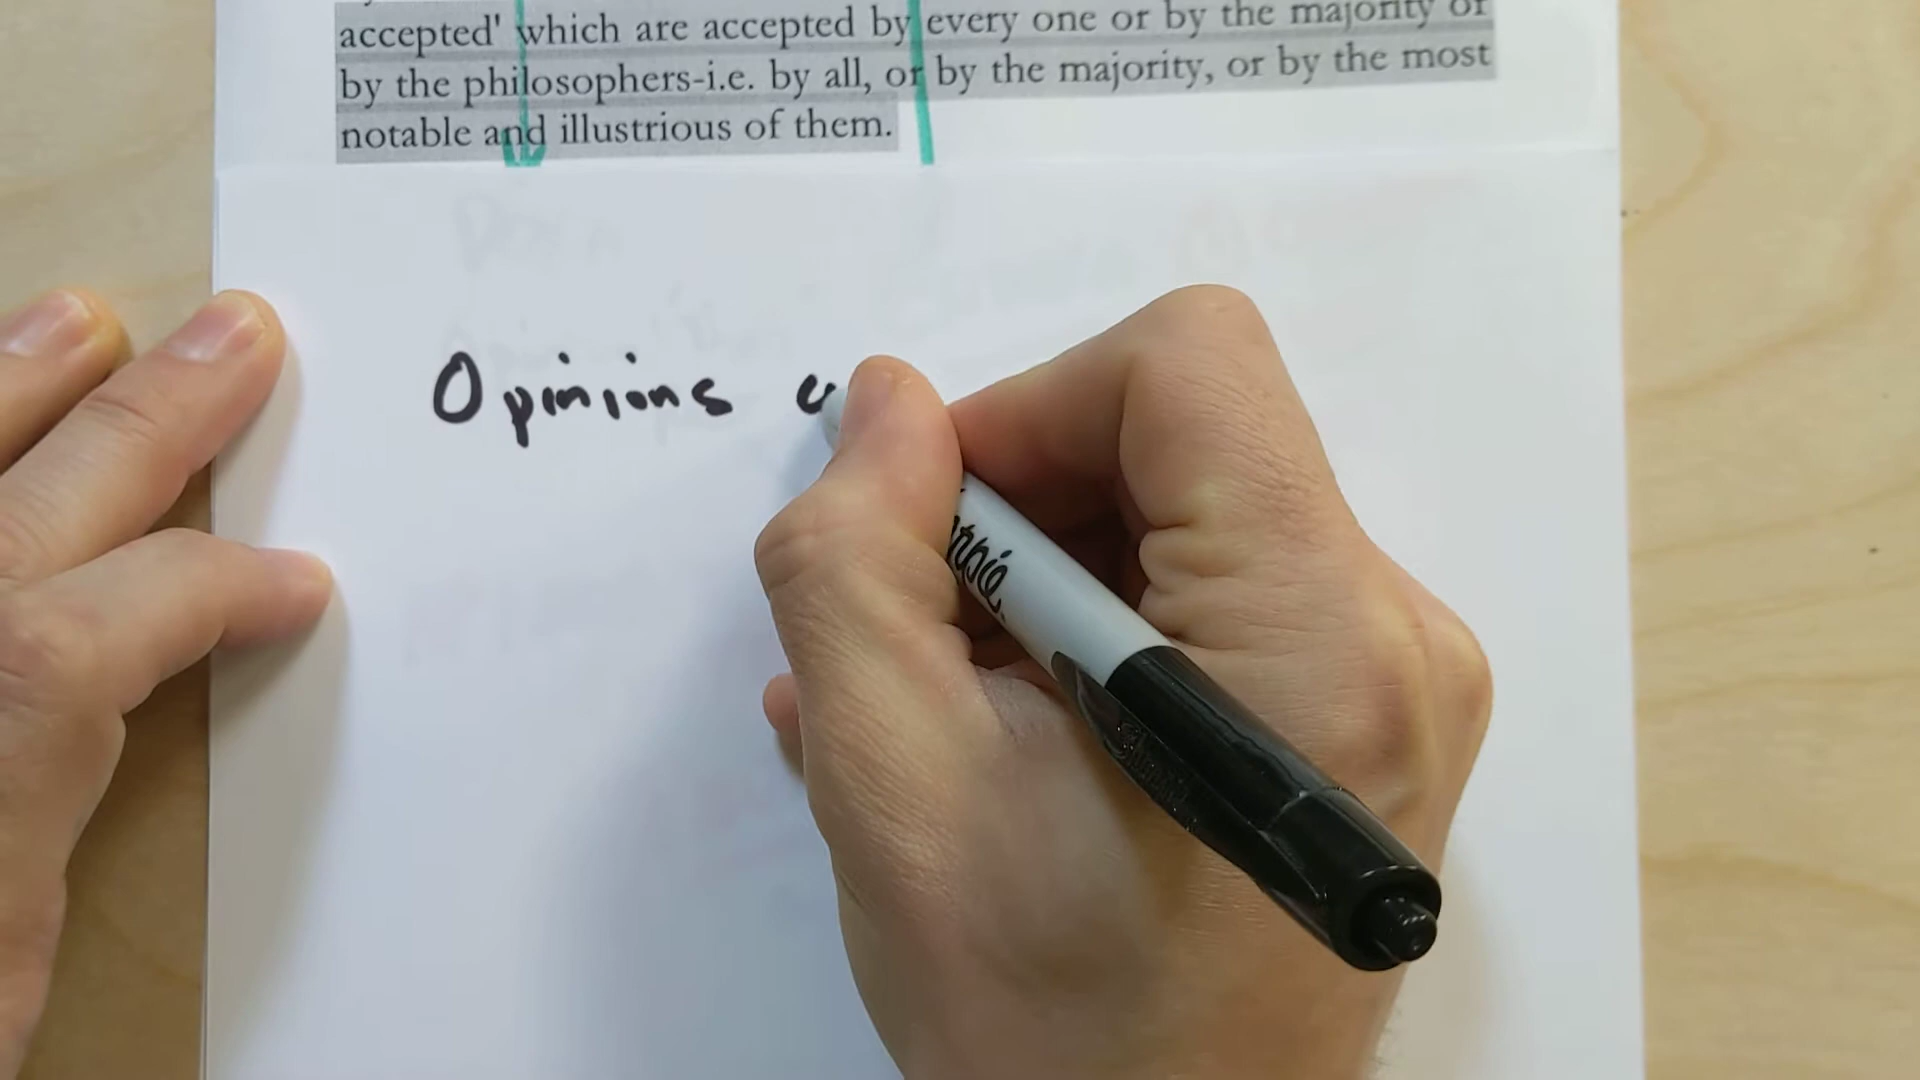 accepted' which are accepted by every one or by the majority or
by the philosophers-i.e. by all, or by the majority, or by the most
notable and illustrious of them.
Opinions